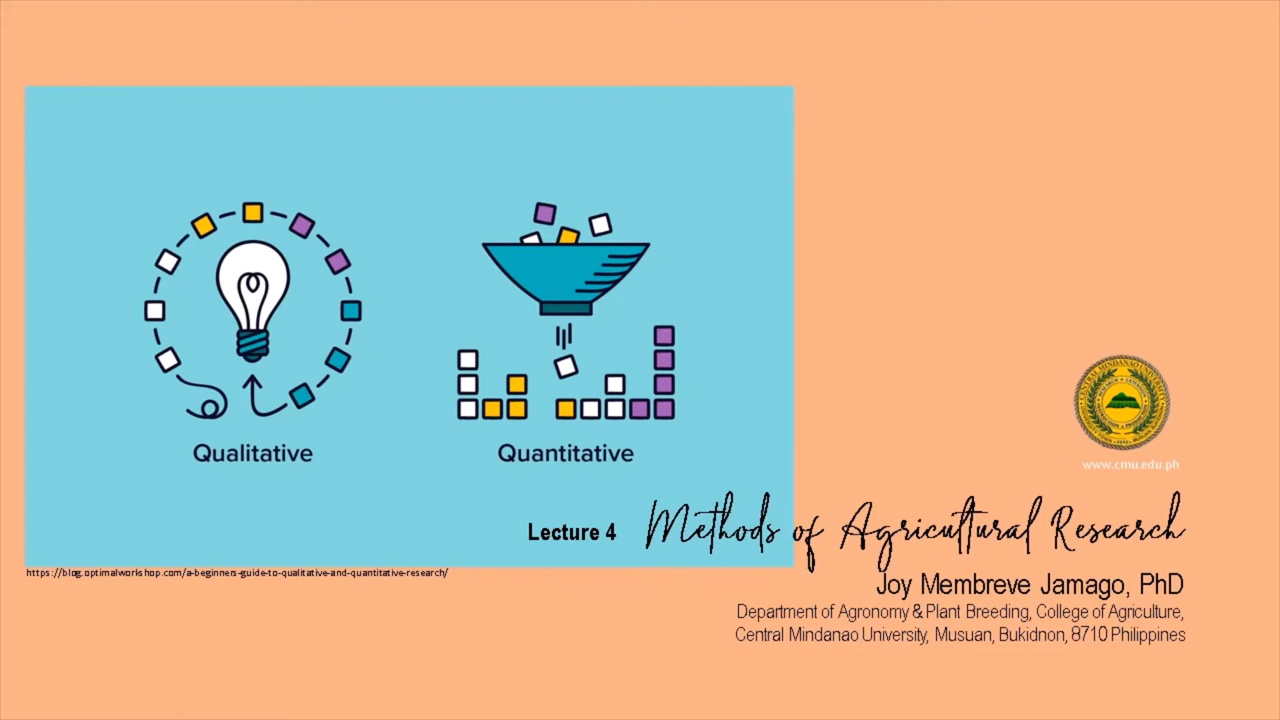 Qualitative
Quantitative
www.cmu.edu.ph
Lecture 4 Methods of Agricultural Research
https://blog.optimalworkshop.com/a-beginners-guide-to-qualitative-and-quantitative-research/
Joy Membreve Jamago, PhD
Department of Agronomy & Plant Breeding, College of Agriculture,
Central Mindanao University, Musuan, Bukidnon, 8710 Philippines